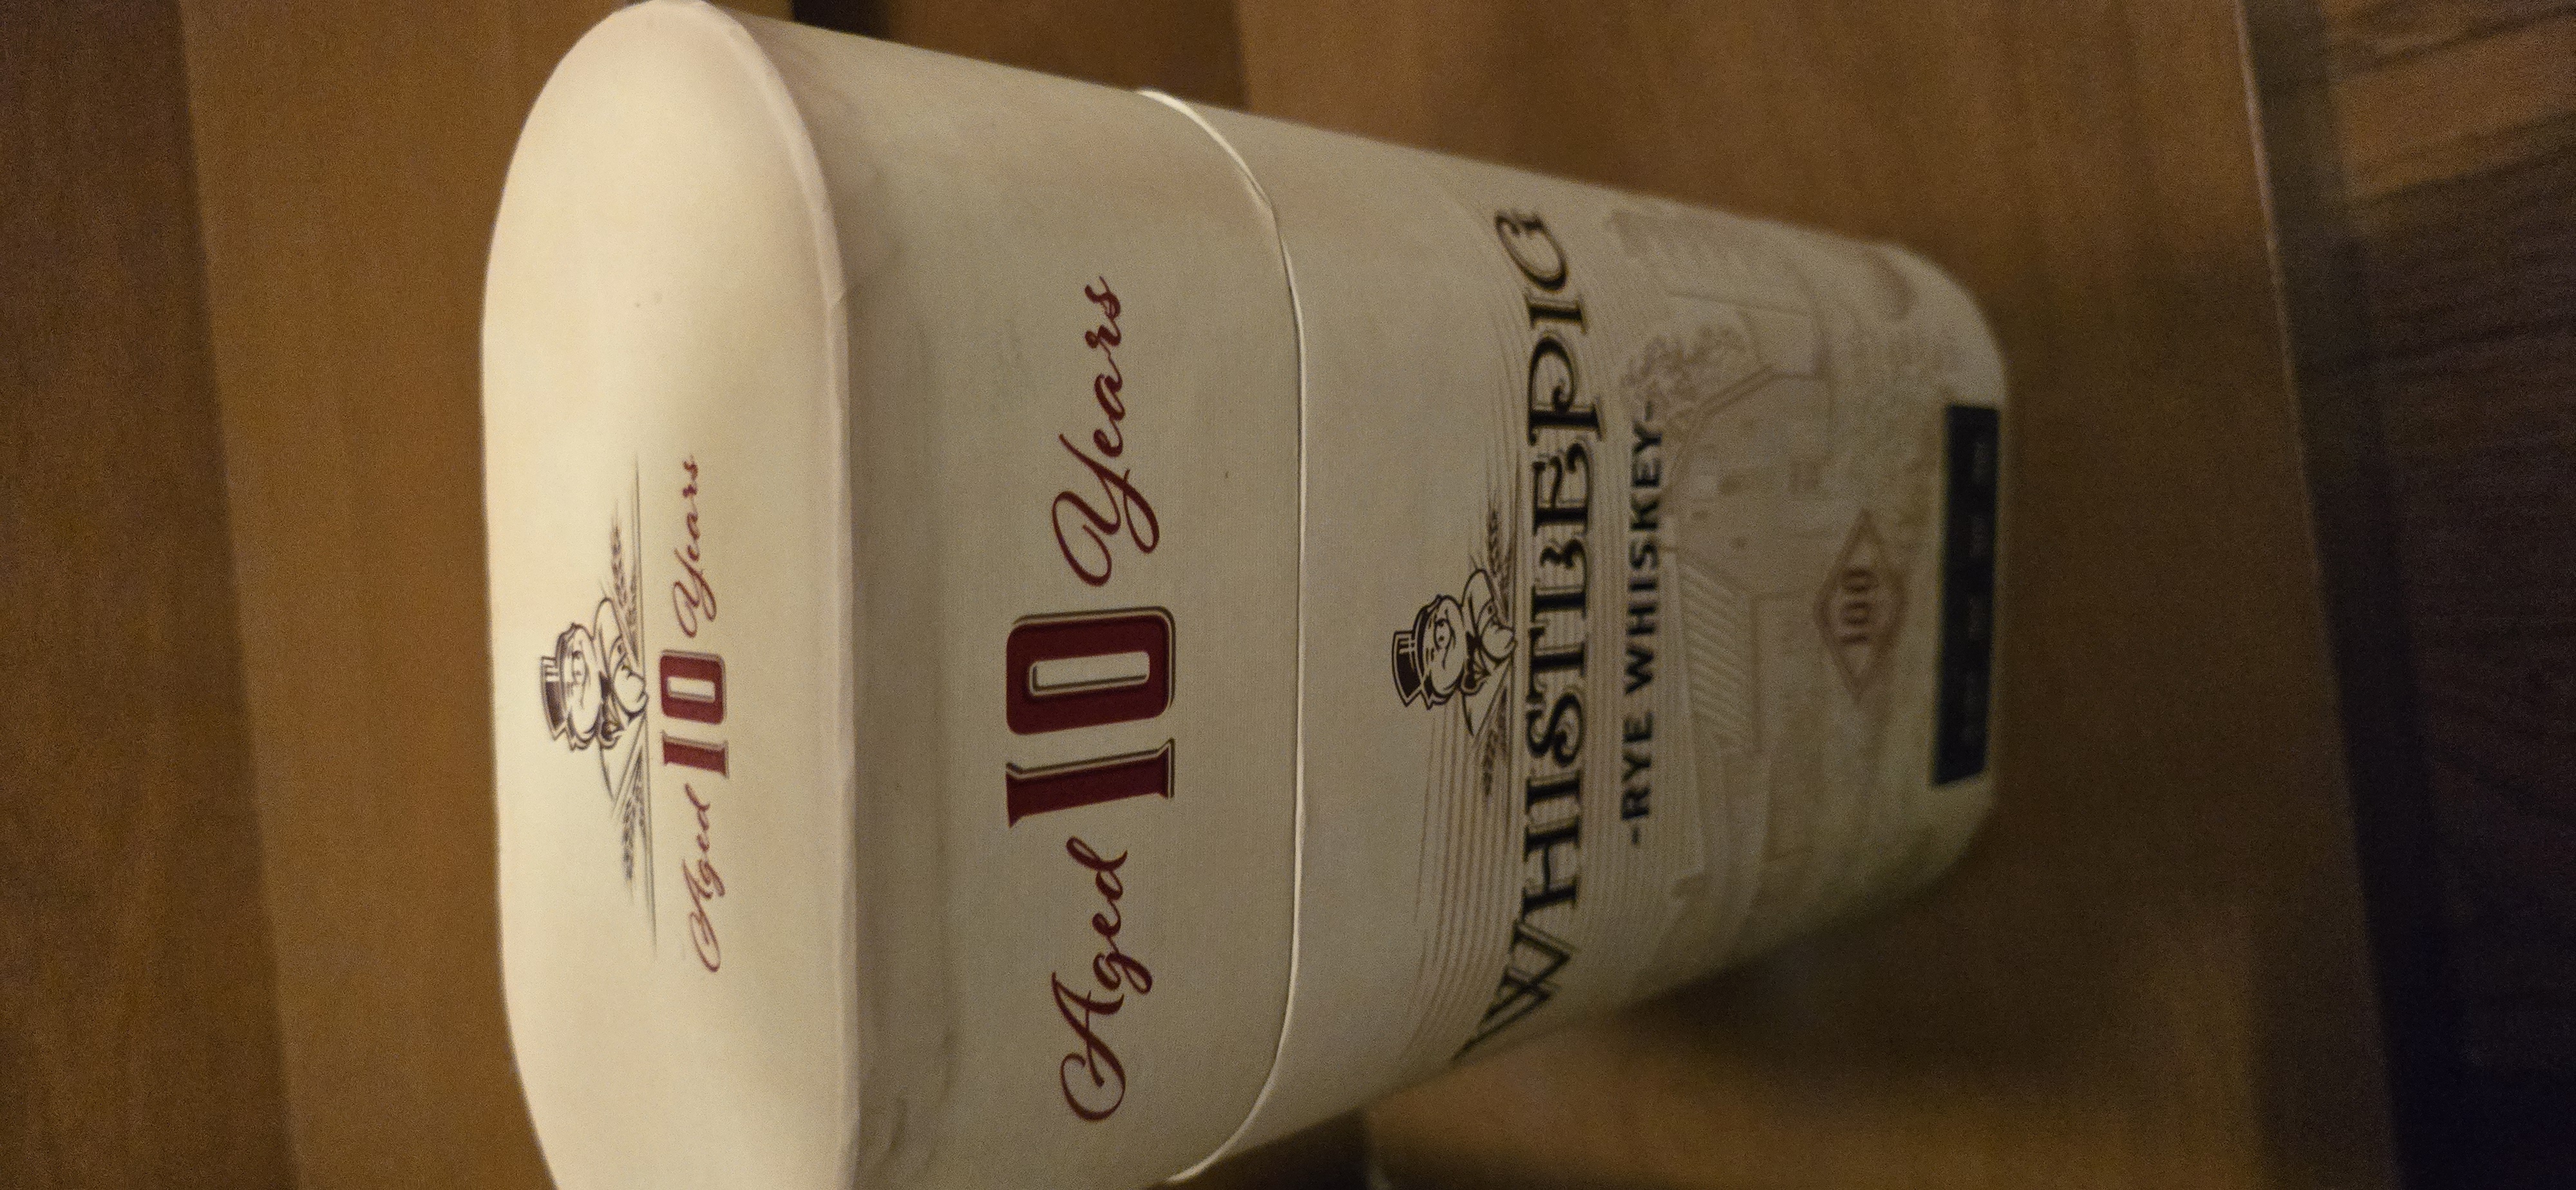 Aged 10 Years
Aged 10 Years
WHISTLEPIG
-RYE WHISKEY-
100